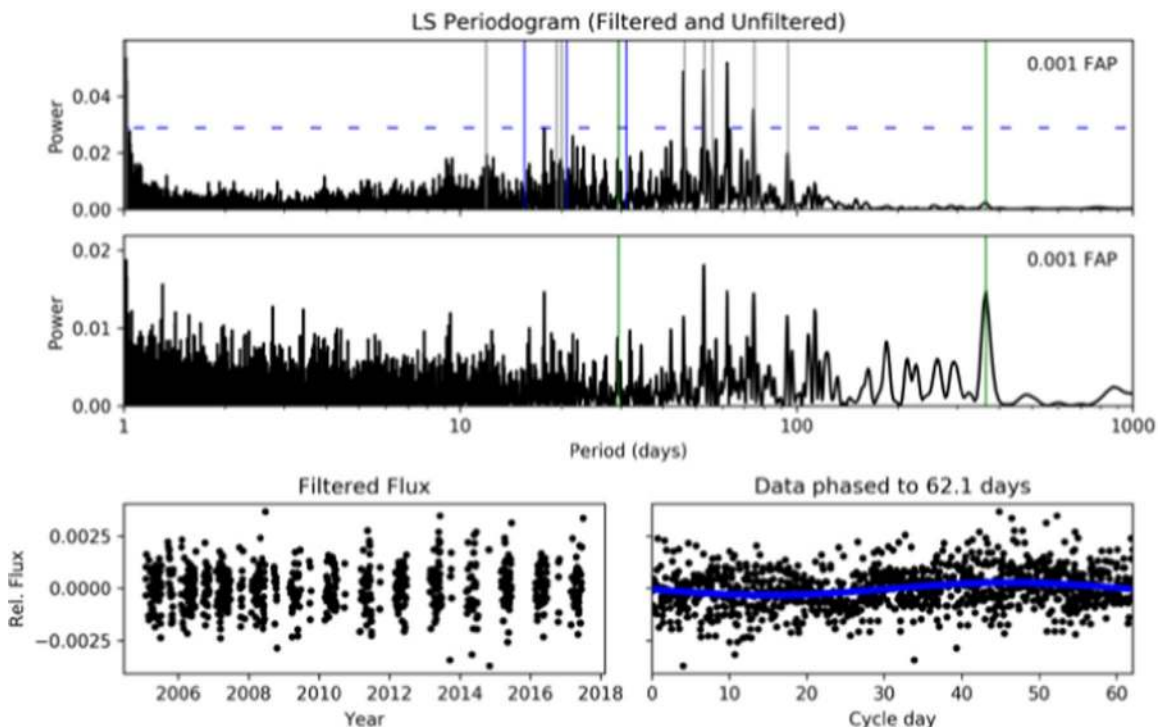 LS Periodogram (Filtered and Unfiltered)
0.001 FAP
Power
0.04
0.02
0.00
0.001 FAP
Power
0.02
0.01
0.00
1 10 100 1000
Period (days)
Filtered Flux
Rel. Flux
0.0025
0.0000
−0.0025
2006 2008 2010 2012 2014 2016 2018
Year
Data phased to 62.1 days
0 10 20 30 40 50 60
Cycle day